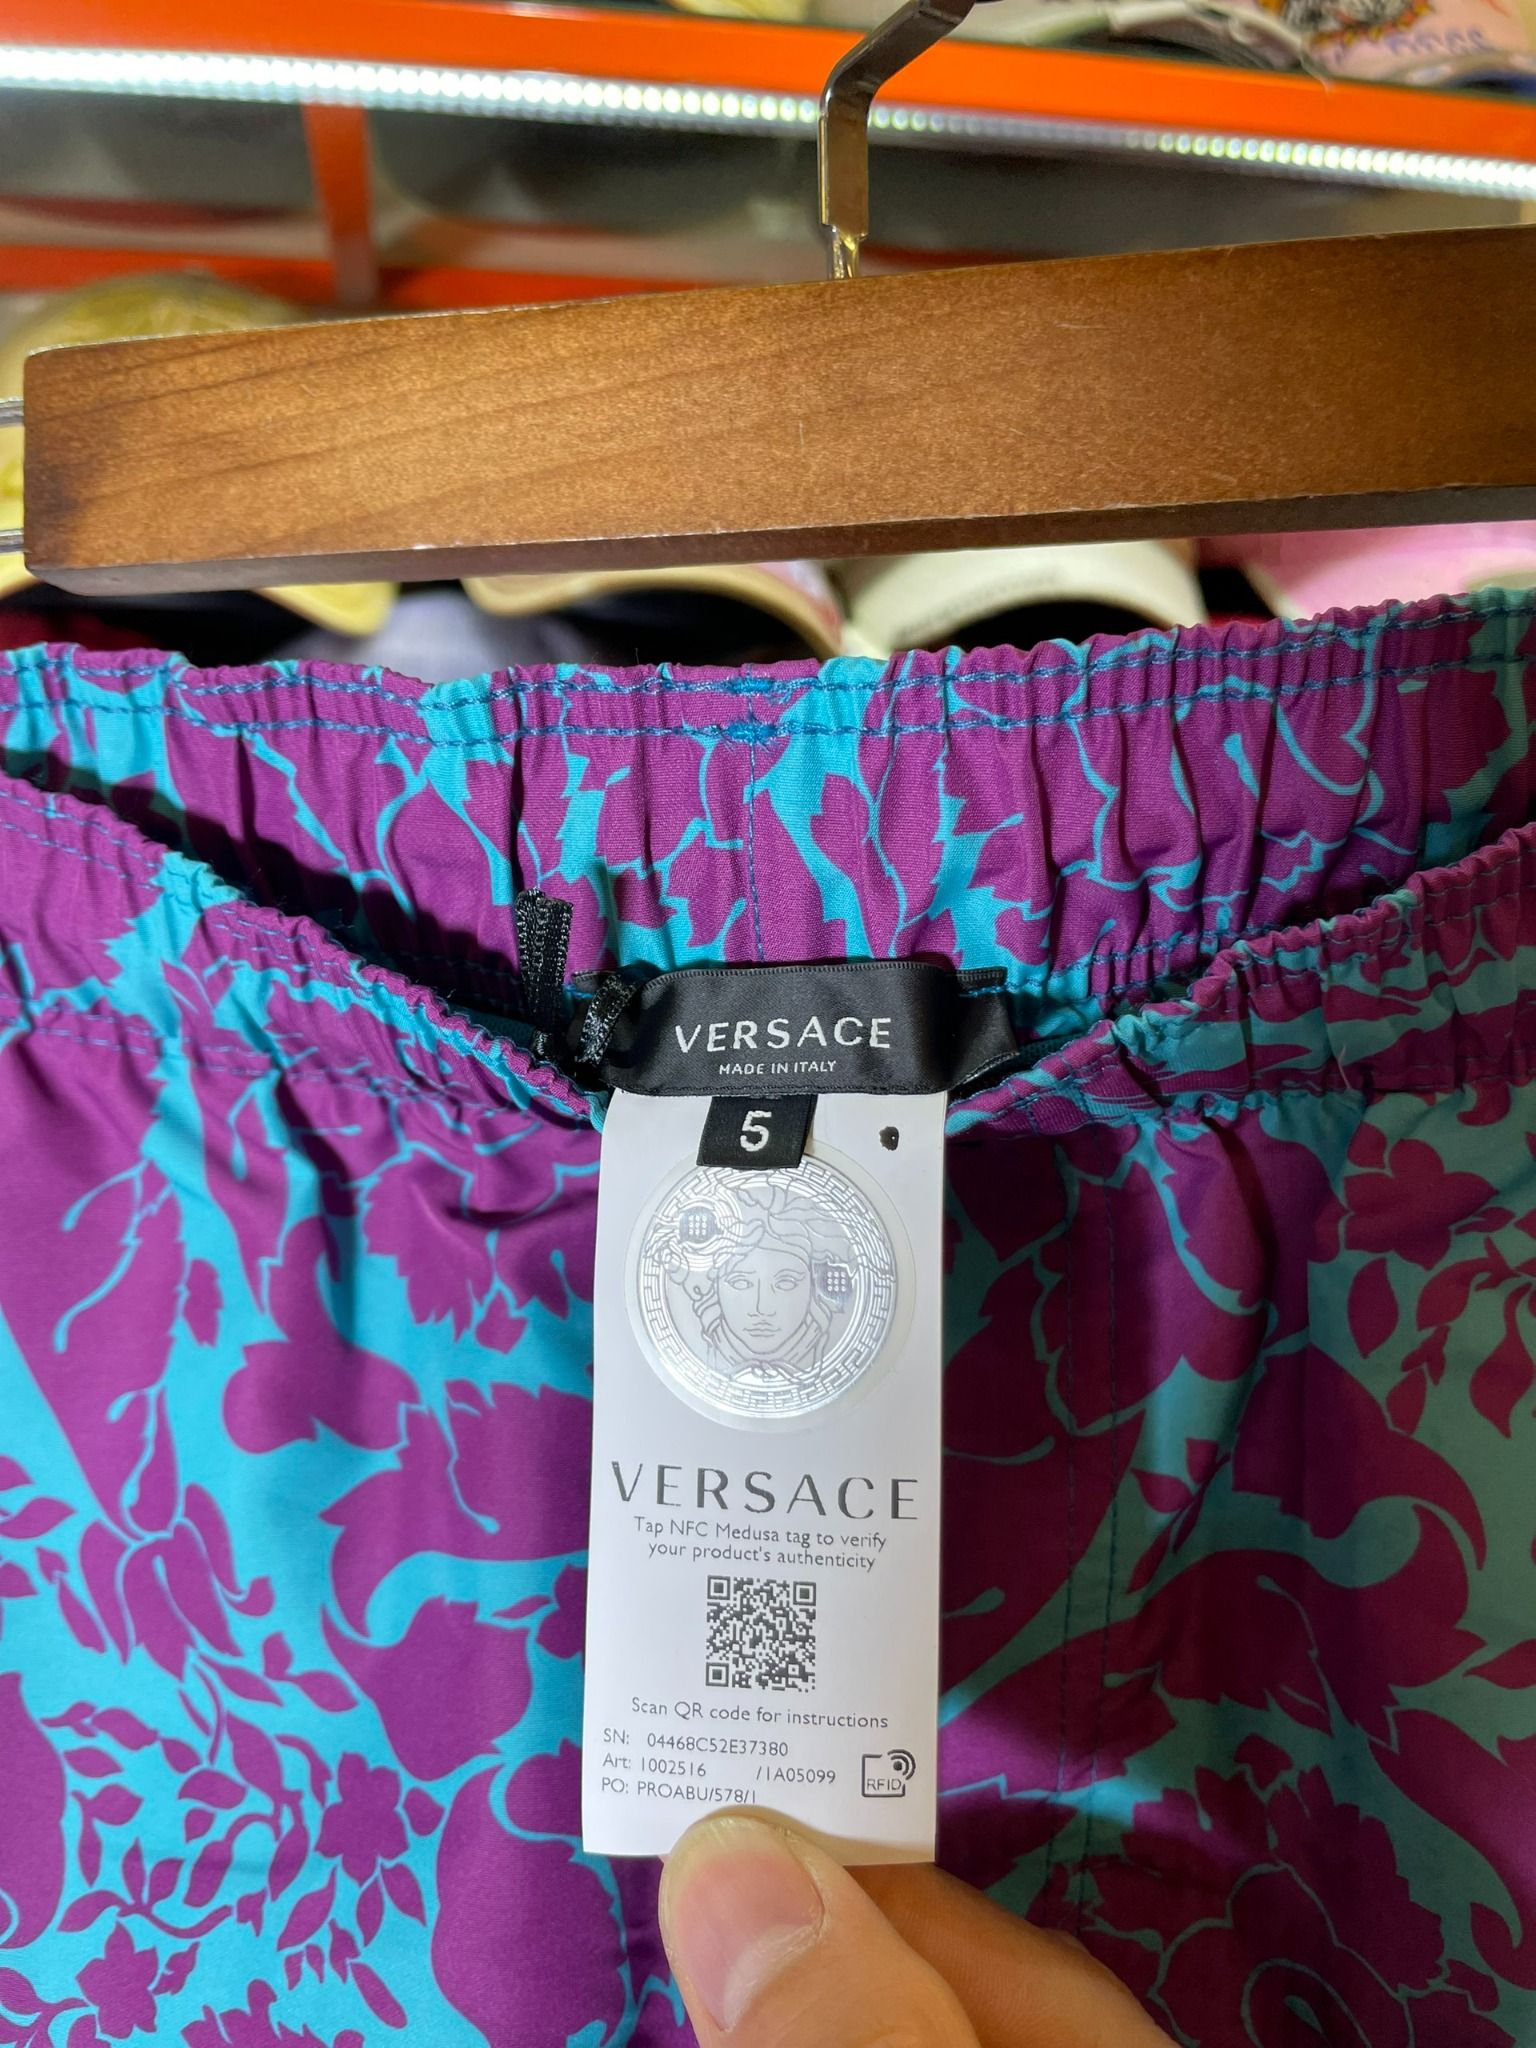 VERSACE
MADE IN ITALY
5
VERSACE
Tap NFC Medusa tag to verify
your product's authenticity
Scan QR code for instructions
SN: 04468C52E37380
Art: 1002516 /1A05099
PO: PROABU/578/1
RFID